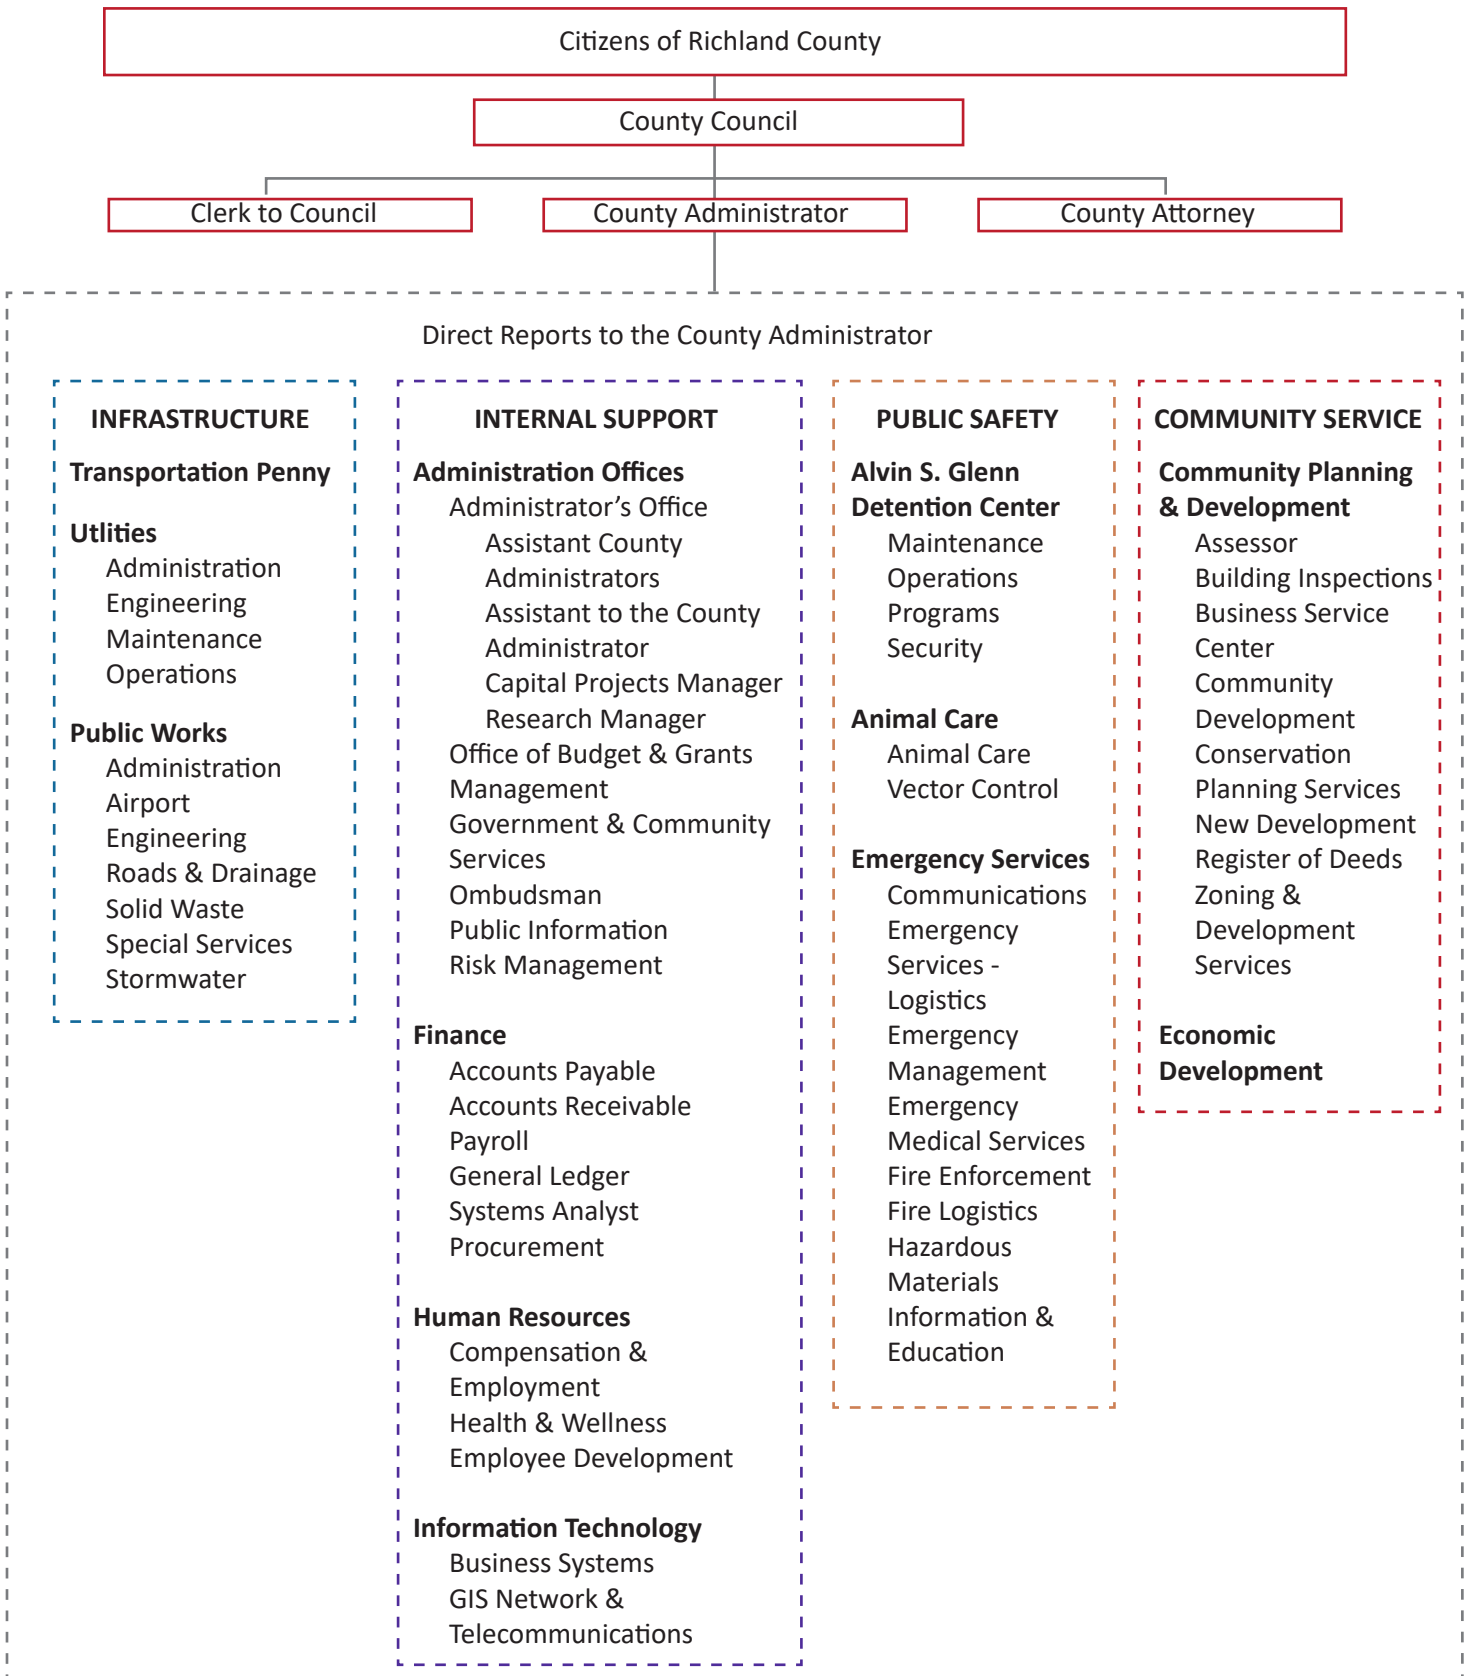 Citizens of Richland County
County Council
Clerk to Council
County Administrator
County Attorney
Direct Reports to the County Administrator
INFRASTRUCTURE
Transportation Penny
Utlities
Administration
Engineering
Maintenance
Operations
Public Works
Administration
Airport
Engineering
Roads & Drainage
Solid Waste
Special Services
Stormwater
INTERNAL SUPPORT
Administration Offices
Administrator’s Office
Assistant County
Administrators
Assistant to the County
Administrator
Capital Projects Manager
Research Manager
Office of Budget & Grants
Management
Government & Community
Services
Ombudsman
Public Information
Risk Management
Finance
Accounts Payable
Accounts Receivable
Payroll
General Ledger
Systems Analyst
Procurement
Human Resources
Compensation &
Employment
Health & Wellness
Employee Development
Information Technology
Business Systems
GIS Network &
Telecommunications
PUBLIC SAFETY
Alvin S. Glenn
Detention Center
Maintenance
Operations
Programs
Security
Animal Care
Animal Care
Vector Control
Emergency Services
Communications
Emergency
Services -
Logistics
Emergency
Management
Emergency
Medical Services
Fire Enforcement
Fire Logistics
Hazardous
Materials
Information &
Education
COMMUNITY SERVICE
Community Planning
& Development
Assessor
Building Inspections
Business Service
Center
Community
Development
Conservation
Planning Services
New Development
Register of Deeds
Zoning &
Development
Services
Economic
Development